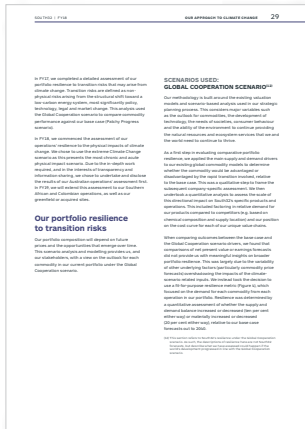 SOUTH32 | FY18
OUR APPROACH TO CLIMATE CHANGE 29
In FY17, we completed a detailed assessment of our
portfolio resilience to transition risks that may arise from
climate change. Transition risks are defined as non-
physical risks arising from the structural shift toward a
low-carbon energy system, most significantly policy,
technology, legal and market change. This analysis used
the Global Cooperation scenario to compare commodity
performance against our base case (Patchy Progress
scenario).
In FY18, we commenced the assessment of our
operations' resilience to the physical impacts of climate
change. We chose to use the Extreme Climate Change
scenario as this presents the most chronic and acute
physical impact scenario. Due to the in-depth work
required, and in the interests of transparency and
information sharing, we chose to undertake and disclose
the results of our Australian operations' assessment first.
In FY19, we will extend this assessment to our Southern
African and Colombian operations, as well as our
greenfield or acquired sites.
Our portfolio resilience
to transition risks
Our portfolio composition will depend on future
prices and the opportunities that emerge over time.
This scenario analysis and modelling provides us, and
our stakeholders, with a view on the outlook for each
commodity in our current portfolio under the Global
Cooperation scenario.
SCENARIOS USED:
GLOBAL COOPERATION SCENARIO
Our methodology is built around the existing valuation
models and scenario-based analysis used in our strategic
planning process. This considers major variables such
as the outlook for commodities, the development of
technology, the needs of societies, consumer behaviour
and the ability of the environment to continue providing
the natural resources and ecosystem services that we and
the world need to continue to thrive.
As a first step in evaluating comparative portfolio
resilience, we applied the main supply and demand drivers
in our existing global commodity models to determine
whether the commodity would be advantaged or
disadvantaged by the rapid transition modelled, relative
to the base case. This was a qualitative step to frame the
subsequent company-specific assessment. We then
undertook a quantitative analysis to assess the scale of
this directional impact on South32's specific products and
operations. This included factoring in relative demand for
our products compared to competitors (e.g. based on
chemical composition and supply location) and our position
on the cost curve for each of our unique value chains.
When comparing outcomes between the base case and
the Global Cooperation scenario drivers, we found that
comparisons of net present value or earnings forecasts
did not provide us with meaningful insights on broader
portfolio resilience. This was largely due to the variability
of other underlying factors (particularly commodity price
forecasts) overshadowing the impacts of the climate
scenario related inputs. We instead took the decision to
use a fit-for-purpose resilience metric (Figure 5), which
focused on the demand for each commodity from each
operation in our portfolio. Resilience was determined by
a quantitative assessment of whether the supply and
demand balance increased or decreased (ten per cent
either way) or materially increased or decreased
(20 per cent either way), relative to our base case
forecasts out to 2040.